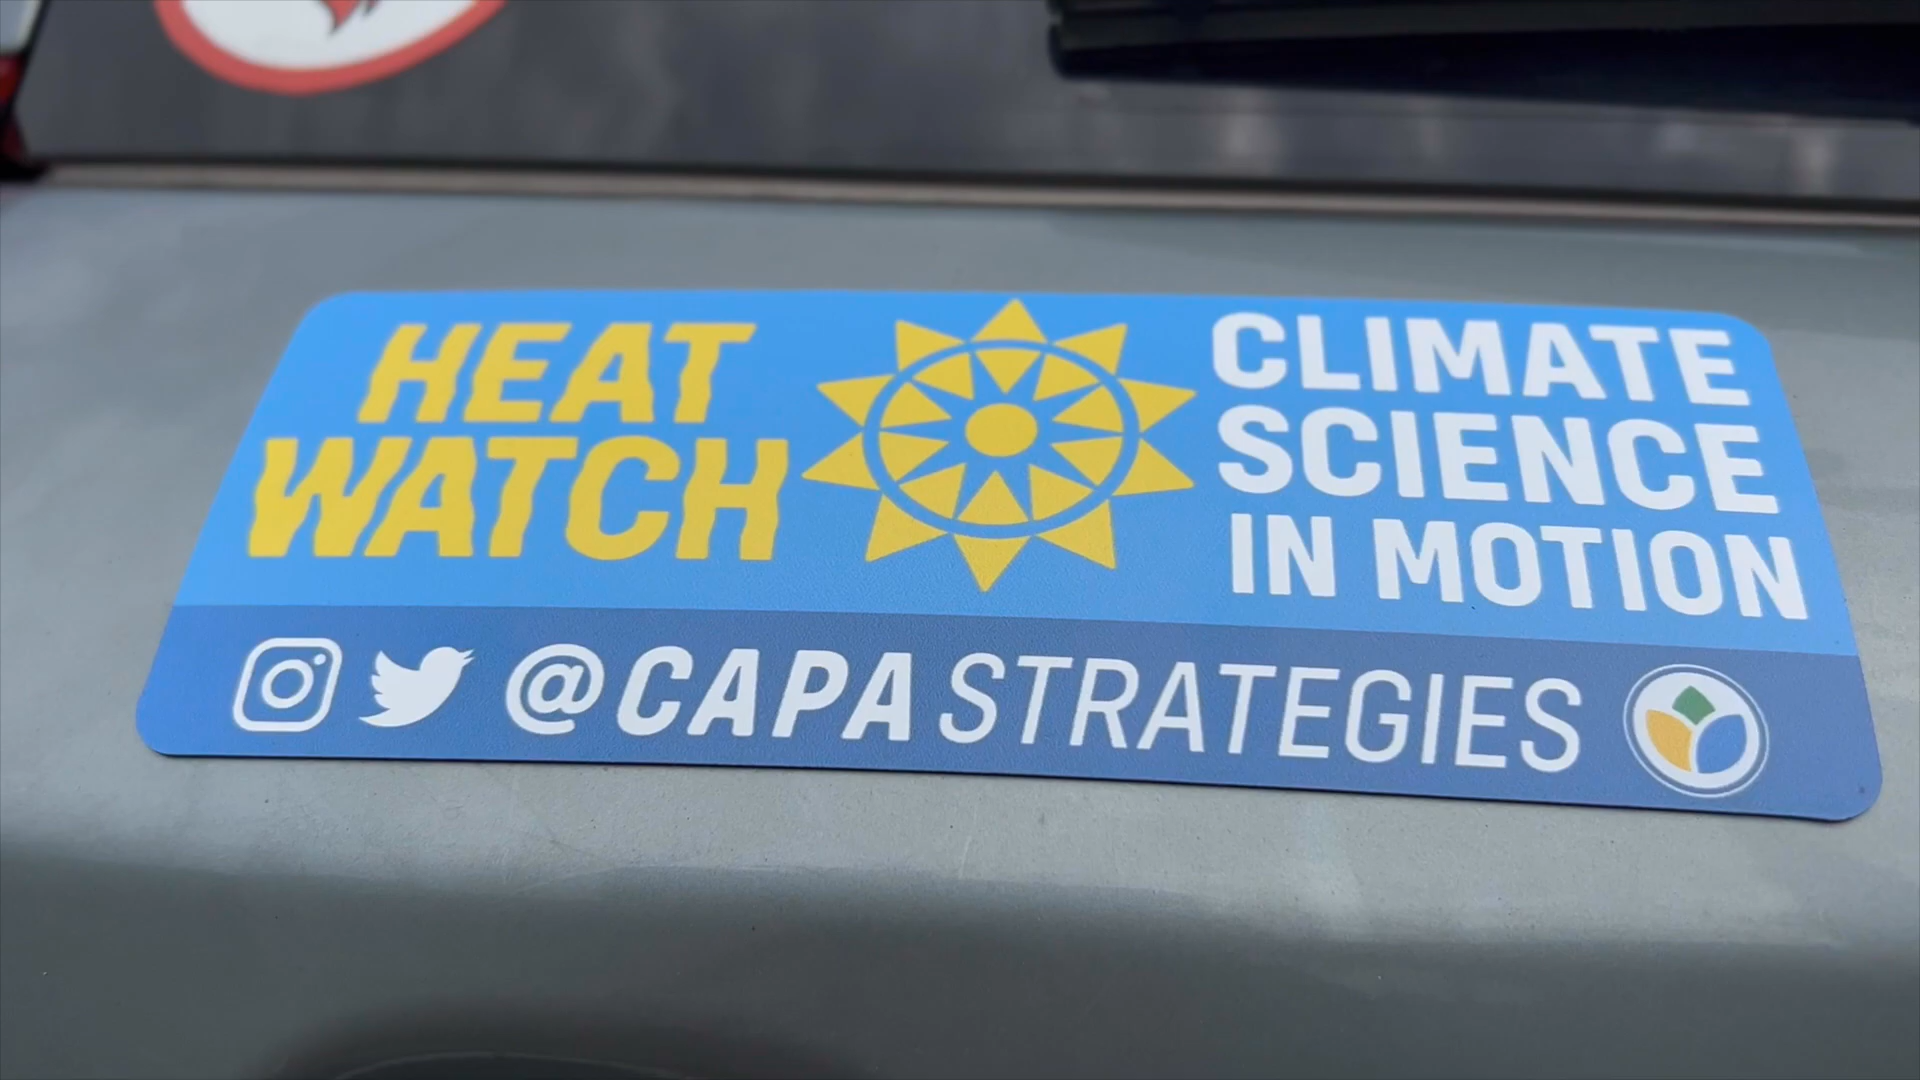 HEAT
WATCH
CLIMATE
SCIENCE
IN MOTION
@CAPASTRATEGIES